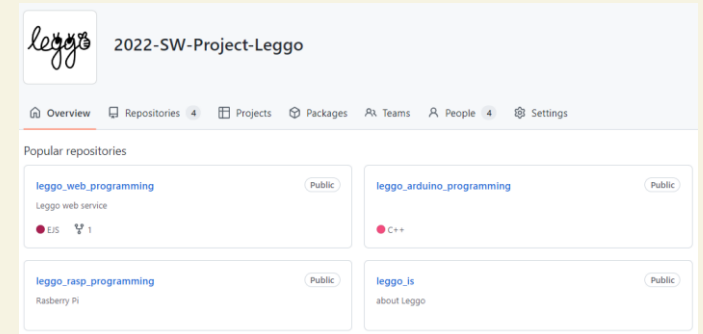 leggo
2022-SW-Project-Leggo
Overview Repositories 4 Projects Packages Teams People 4 Settings
Popular repositories
leggo_web_programming Public
Leggo web service
EJS 1
leggo_arduino_programming Public
C++
leggo_rasp_programming Public
Rasberry Pi
leggo_is Public
about Leggo